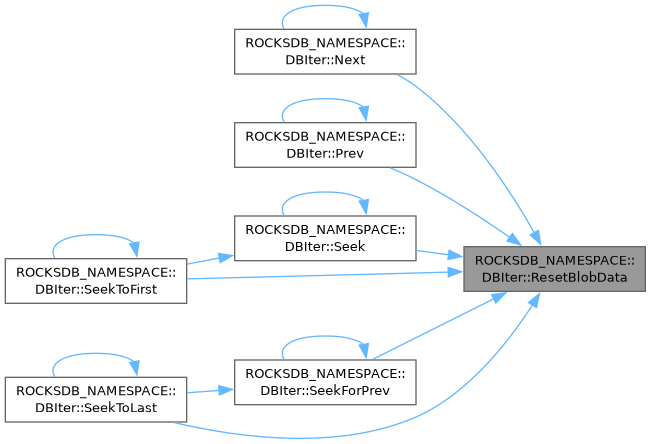 ROCKSDB_NAMESPACE::
DBIter::Next
ROCKSDB_NAMESPACE::
DBIter::Prev
ROCKSDB_NAMESPACE::
DBIter::Seek
ROCKSDB_NAMESPACE::
DBIter::ResetBlobData
ROCKSDB_NAMESPACE::
DBIter::SeekToFirst
ROCKSDB_NAMESPACE::
DBIter::SeekForPrev
ROCKSDB_NAMESPACE::
DBIter::SeekToLast